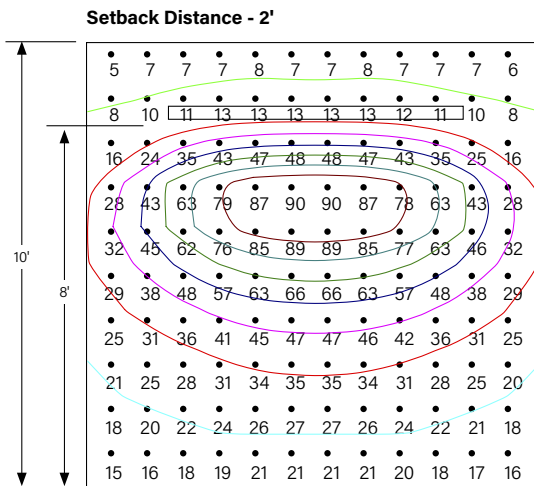 Setback Distance - 2'
5 7 7 7 8 7 7 8 7 7 7 6
8 10 11 13 13 13 13 13 12 11 10 8
16 24 35 43 47 48 48 47 43 35 25 16
28 43 63 79 87 90 90 87 78 63 43 28
32 45 62 76 85 89 89 85 77 63 46 32
10'
8'
29 38 48 57 63 66 66 63 57 48 38 29
25 31 36 41 45 47 47 46 42 36 31 25
21 25 28 31 34 35 35 34 31 28 25 20
18 20 22 24 26 27 27 26 24 22 21 18
15 16 18 19 21 21 21 21 20 18 17 16